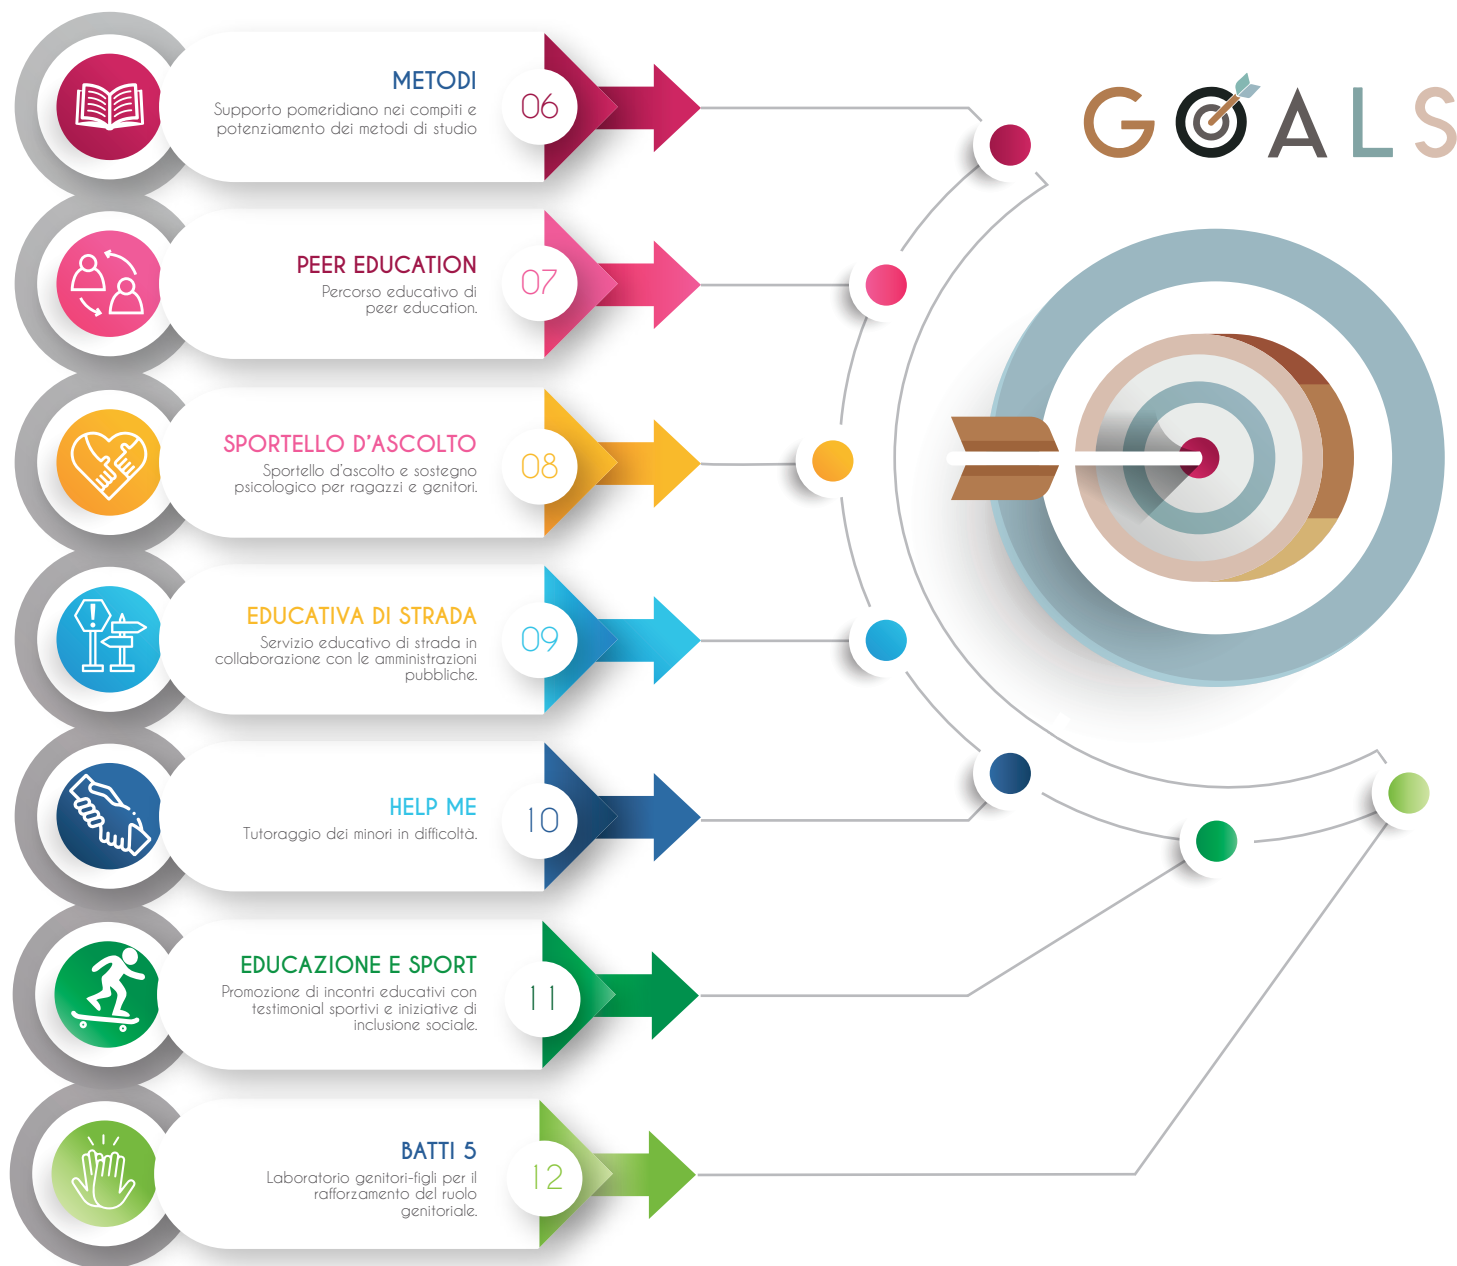 GOALS
METODI
Supporto pomeridiano nei compiti e
potenziamento dei metodi di studio
06
PEER EDUCATION
Percorso educativo di
peer education.
07
SPORTELLO D'ASCOLTO
Sportello d'ascolto e sostegno
psicologico per ragazzi e genitori.
08
EDUCATIVA DI STRADA
Servizio educativo di strada in
collaborazione con le amministrazioni
pubbliche.
09
HELP ME
Tutoraggio dei minori in difficoltà.
10
EDUCAZIONE E SPORT
Promozione di incontri educativi con
testimonial sportivi e iniziative di
inclusione sociale.
11
BATTI 5
Laboratorio genitori-figli per il
rafforzamento del ruolo
genitoriale.
12